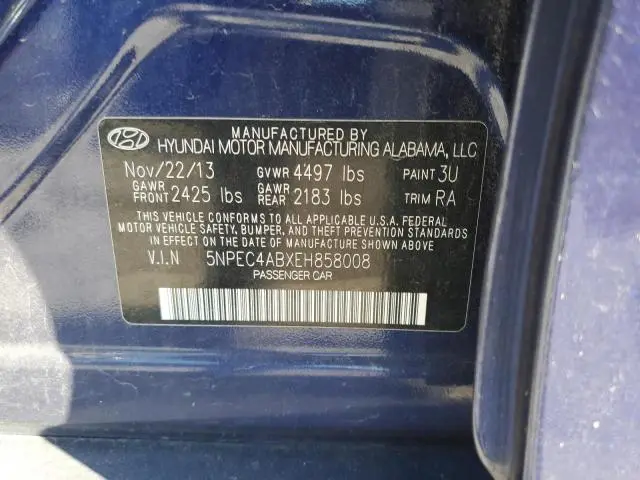 MANUFACTURED BY
HYUNDAI MOTOR MANUFACTURING ALABAMA, LLC
Nov/22/13 GVWR 4497 lbs PAINT 3U
GAWR FRONT 2425 lbs GAWR REAR 2183 lbs TRIM RA
THIS VEHICLE CONFORMS TO ALL APPLICABLE U.S.A. FEDERAL
MOTOR VEHICLE SAFETY, BUMPER, AND THEFT PREVENTION STANDARDS
IN EFFECT ON THE DATE OF MANUFACTURE SHOWN ABOVE.
V.I.N 5NPEC4ABXEH858008
PASSENGER CAR